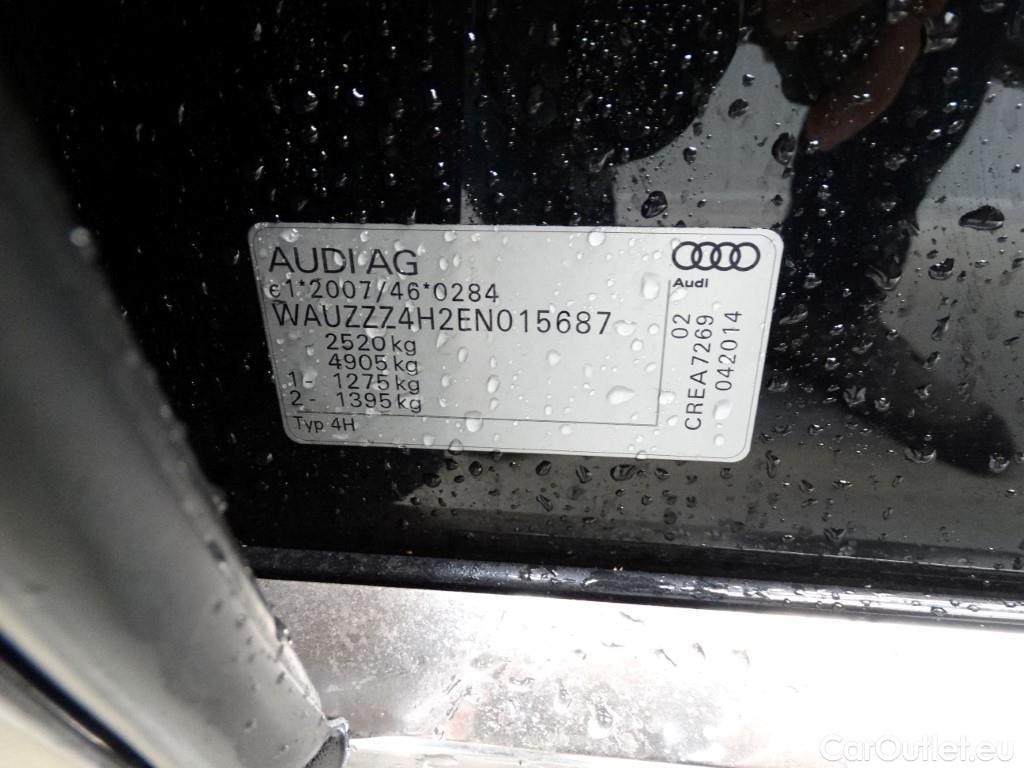 AUDI AG
e1*2007/46*0284
WAUZZZ4H2EN015687
2520 kg
4905 kg
1- 1275 kg
2- 1395 kg
Typ 4H
Audi
02
CREA7269
042014
CarOutlet.eu